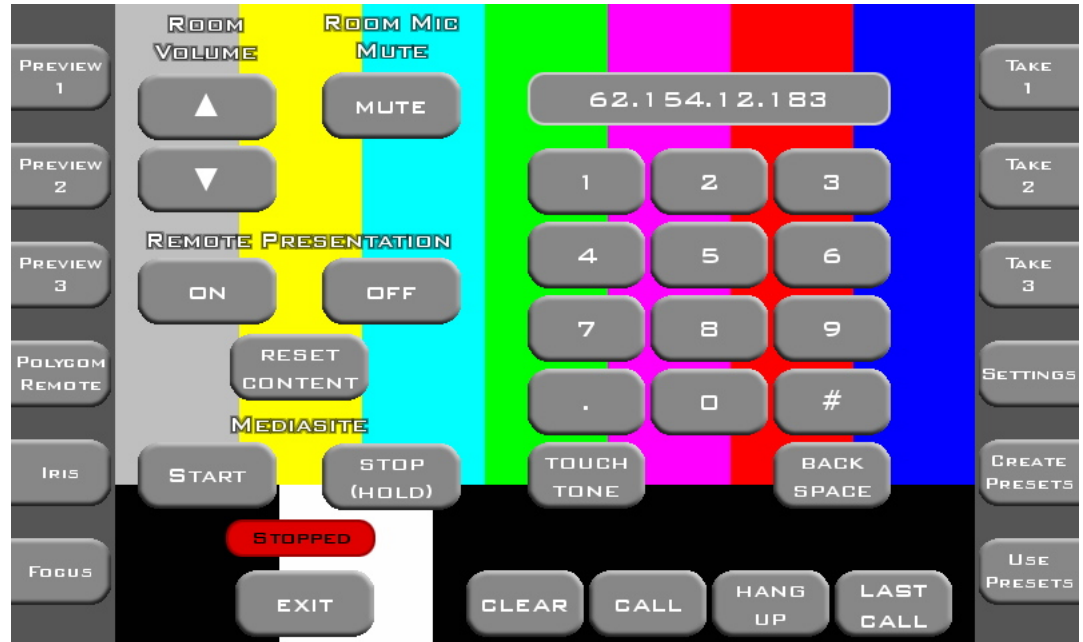 Preview
1
Preview
2
Preview
3
Polycom
Remote
Iris
Focus
Room
Volume
▲
▼
Room Mic
Mute
MUTE
Remote Presentation
ON
OFF
RESET
CONTENT
Mediasite
Start
STOP
(HOLD)
Stopped
EXIT
62.154.12.183
1
2
3
4
5
6
7
8
9
.
0
#
TOUCH
TONE
BACK
SPACE
CLEAR
CALL
HANG
UP
LAST
CALL
Take
1
Take
2
Take
3
Settings
Create
Presets
Use
Presets